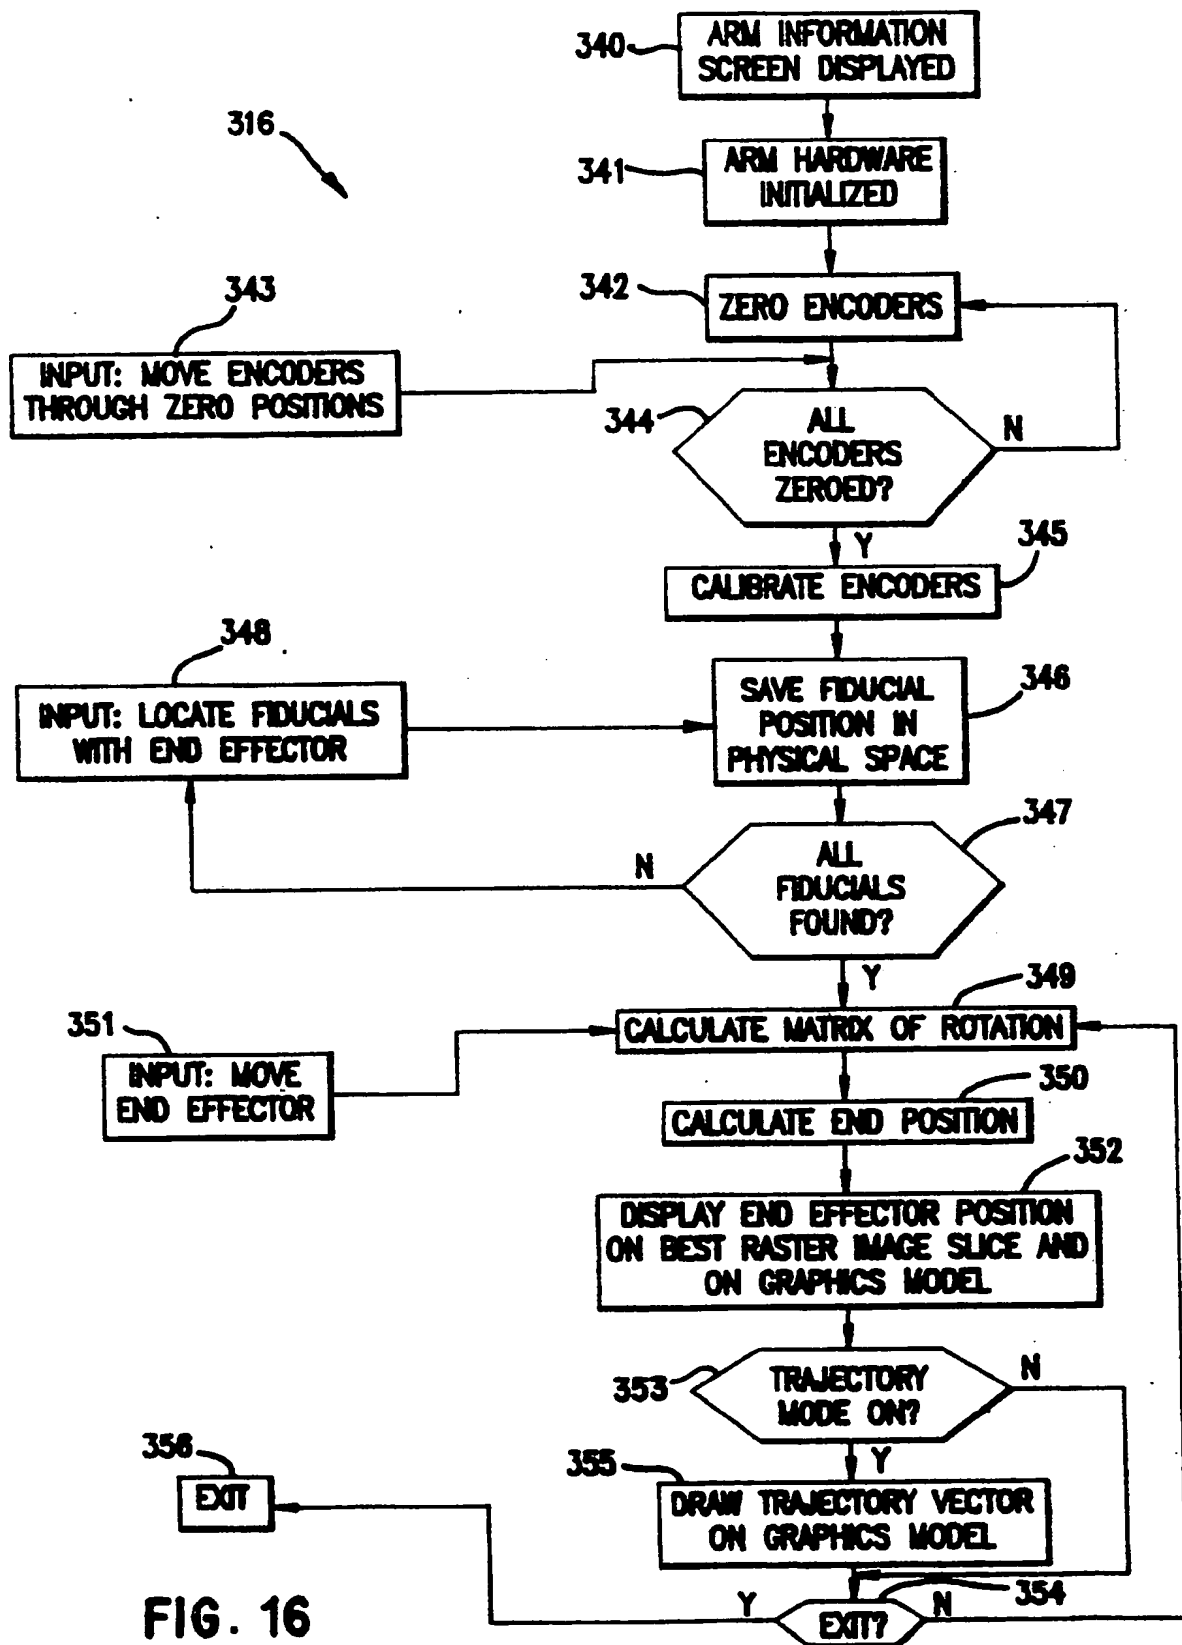 340
ARM INFORMATION
SCREEN DISPLAYED
316
341
ARM HARDWARE
INITIALIZED
343
342
ZERO ENCODERS
INPUT: MOVE ENCODERS
THROUGH ZERO POSITIONS
344
ALL
ENCODERS
ZEROED?
N
Y
345
CALIBRATE ENCODERS
348
INPUT: LOCATE FIDUCIALS
WITH END EFFECTOR
346
SAVE FIDUCIAL
POSITION IN
PHYSICAL SPACE
347
ALL
FIDUCIALS
FOUND?
N
Y
349
CALCULATE MATRIX OF ROTATION
351
INPUT: MOVE
END EFFECTOR
350
CALCULATE END POSITION
352
DISPLAY END EFFECTOR POSITION
ON BEST RASTER IMAGE SLICE AND
ON GRAPHICS MODEL
353
TRAJECTORY
MODE ON?
N
Y
355
DRAW TRAJECTORY VECTOR
ON GRAPHICS MODEL
356
EXIT
354
Y
EXIT?
N
FIG. 16